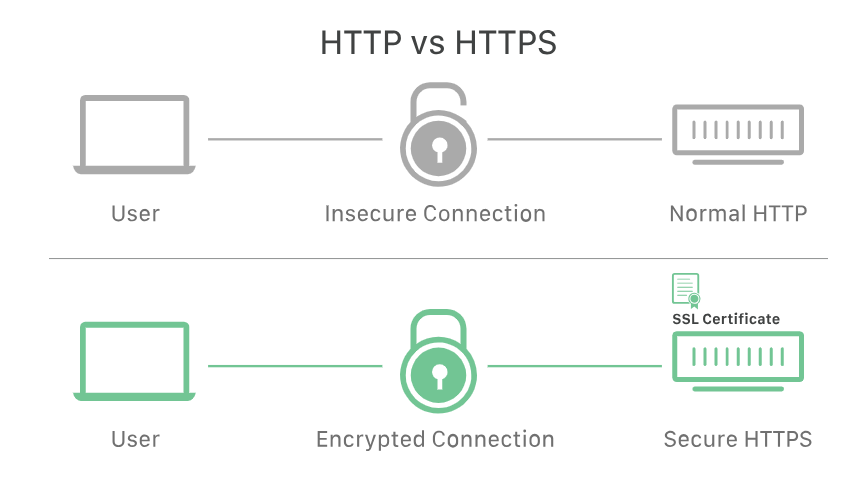 HTTP vs HTTPS
User
Insecure Connection
Normal HTTP
SSL Certificate
User
Encrypted Connection
Secure HTTPS